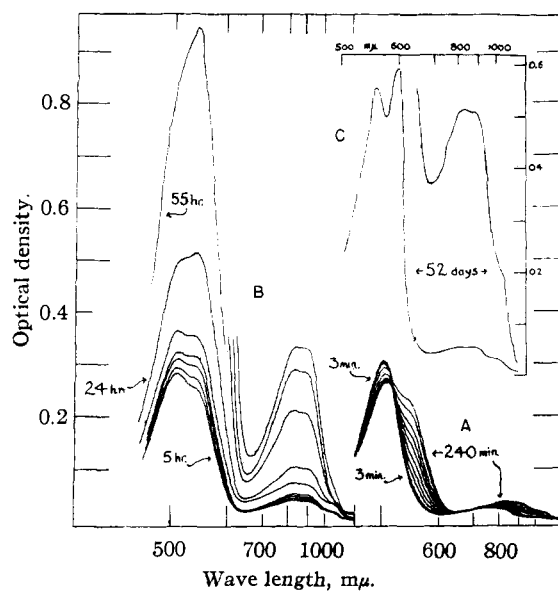 500 mμ 600 800 1000
0.6
0.8
C
0.4
0.6
55 hr.
B
←52 days→
0.2
Optical density.
0.4
3 min.
24 hr
A
0.2
5 hr.
←240 min
3 min.
500 700 1000 600 800
Wave length, mμ.